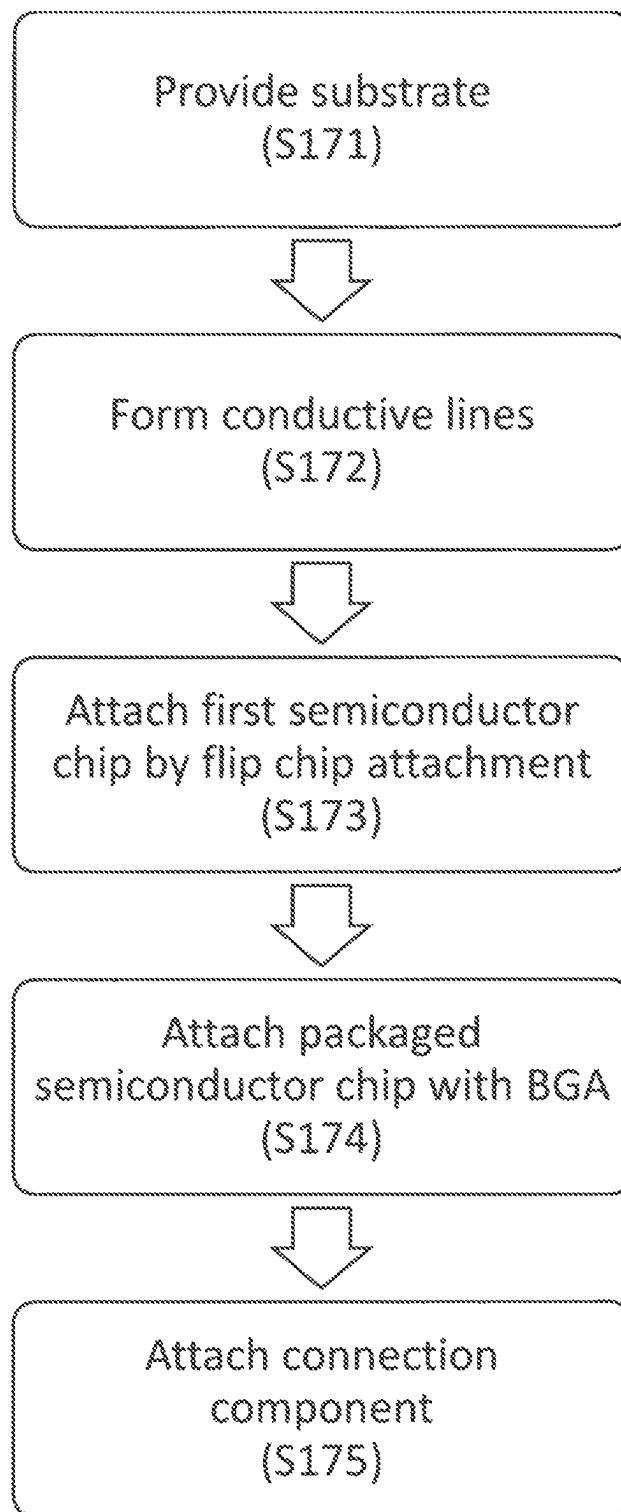 Provide substrate
(S171)
Form conductive lines
(S172)
Attach first semiconductor
chip by flip chip attachment
(S173)
Attach packaged
semiconductor chip with BGA
(S174)
Attach connection
component
(S175)